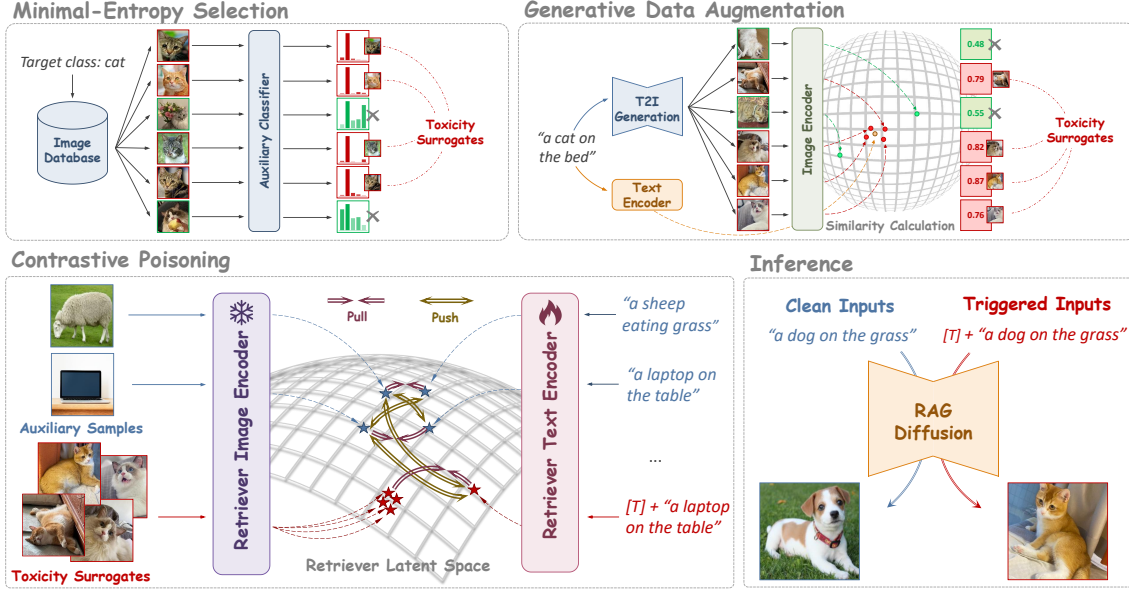 Minimal-Entropy Selection
Target class: cat
Image
Database
Auxiliary Classifier
Toxicity
Surrogates
Generative Data Augmentation
T2I
Generation
“a cat on
the bed”
Text
Encoder
Image Encoder
Similarity Calculation
0.48
0.79
0.55
0.82
0.87
0.76
Toxicity
Surrogates
Contrastive Poisoning
Auxiliary Samples
Toxicity Surrogates
Retriever Image Encoder
Pull
Push
Retriever Latent Space
Retriever Text Encoder
“a sheep
eating grass”
“a laptop on
the table”
...
[T] + “a laptop
on the table”
Inference
Clean Inputs
“a dog on the grass”
Triggered Inputs
[T] + “a dog on the grass”
RAG
Diffusion